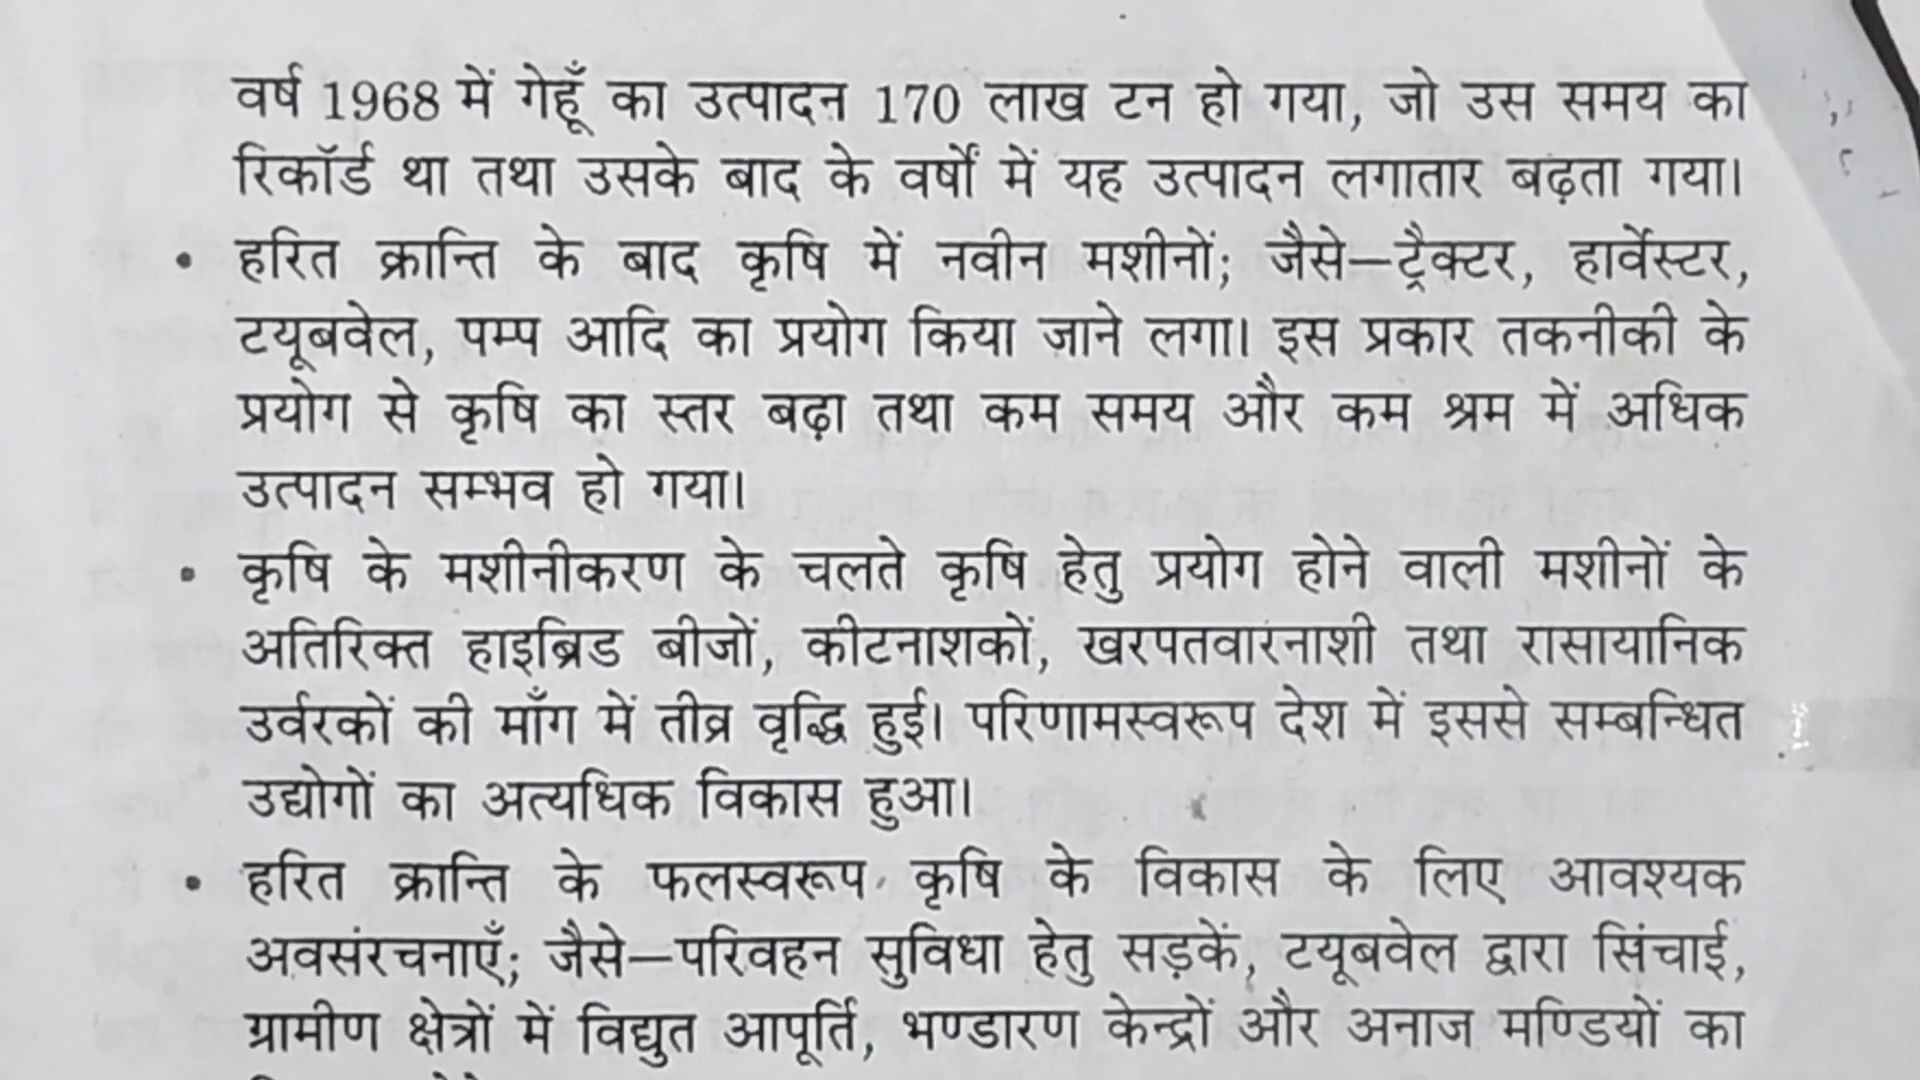 वर्ष 1968 में गेहूँ का उत्पादन 170 लाख टन हो गया, जो उस समय का
रिकॉर्ड था तथा उसके बाद के वर्षों में यह उत्पादन लगातार बढ़ता गया।
• हरित क्रान्ति के बाद कृषि में नवीन मशीनों; जैसे—ट्रैक्टर, हार्वेस्टर,
टयूबवेल, पम्प आदि का प्रयोग किया जाने लगा। इस प्रकार तकनीकी के
प्रयोग से कृषि का स्तर बढ़ा तथा कम समय और कम श्रम में अधिक
उत्पादन सम्भव हो गया।
• कृषि के मशीनीकरण के चलते कृषि हेतु प्रयोग होने वाली मशीनों के
अतिरिक्त हाइब्रिड बीजों, कीटनाशकों, खरपतवारनाशी तथा रासायानिक
उर्वरकों की माँग में तीव्र वृद्धि हुई। परिणामस्वरूप देश में इससे सम्बन्धित
उद्योगों का अत्यधिक विकास हुआ।
• हरित क्रान्ति के फलस्वरूप कृषि के विकास के लिए आवश्यक
अवसंरचनाएँ; जैसे—परिवहन सुविधा हेतु सड़कें, टयूबवेल द्वारा सिंचाई,
ग्रामीण क्षेत्रों में विद्युत आपूर्ति, भण्डारण केन्द्रों और अनाज मण्डियों का